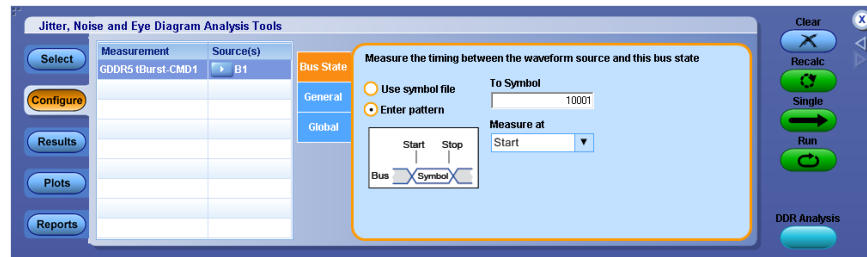 Jitter, Noise and Eye Diagram Analysis Tools
Clear
X
Select
Configure
Results
Plots
Reports
Measurement Source(s)
GDDR5 tBurst-CMD1 B1
Bus State
General
Global
Measure the timing between the waveform source and this bus state
Use symbol file
Enter pattern
To Symbol
10001
Measure at
Start
Start Stop
Bus Symbol
Recalc
Single
Run
DDR Analysis